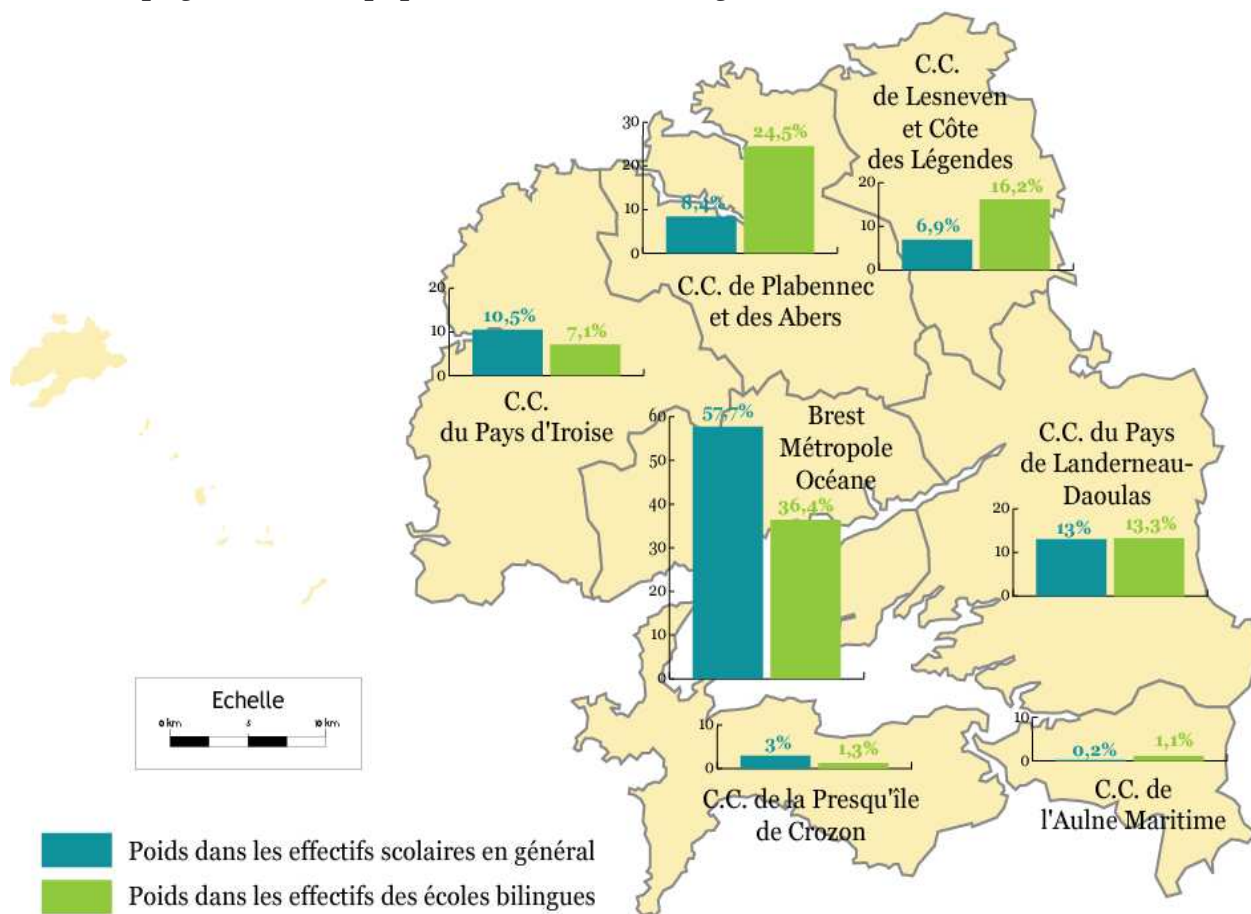 C.C.
de Lesneven
et Côte
des Légendes
20
10
0
6,9%
16,2%
30
20
10
0
8,4%
24,5%
C.C. de Plabennec
et des Abers
20
10
0
10,5%
7,1%
C.C.
du Pays d'Iroise
60
50
40
30
20
10
0
57,7%
36,4%
Brest
Métropole
Océane
C.C. du Pays
de Landerneau-
Daoulas
20
10
0
13%
13,3%
Echelle
0 km
5
10 km
10
0
3%
1,3%
C.C. de la Presqu'île
de Crozon
10
0
0,2%
1,1%
C.C. de
l'Aulne Maritime
Poids dans les effectifs scolaires en général
Poids dans les effectifs des écoles bilingues